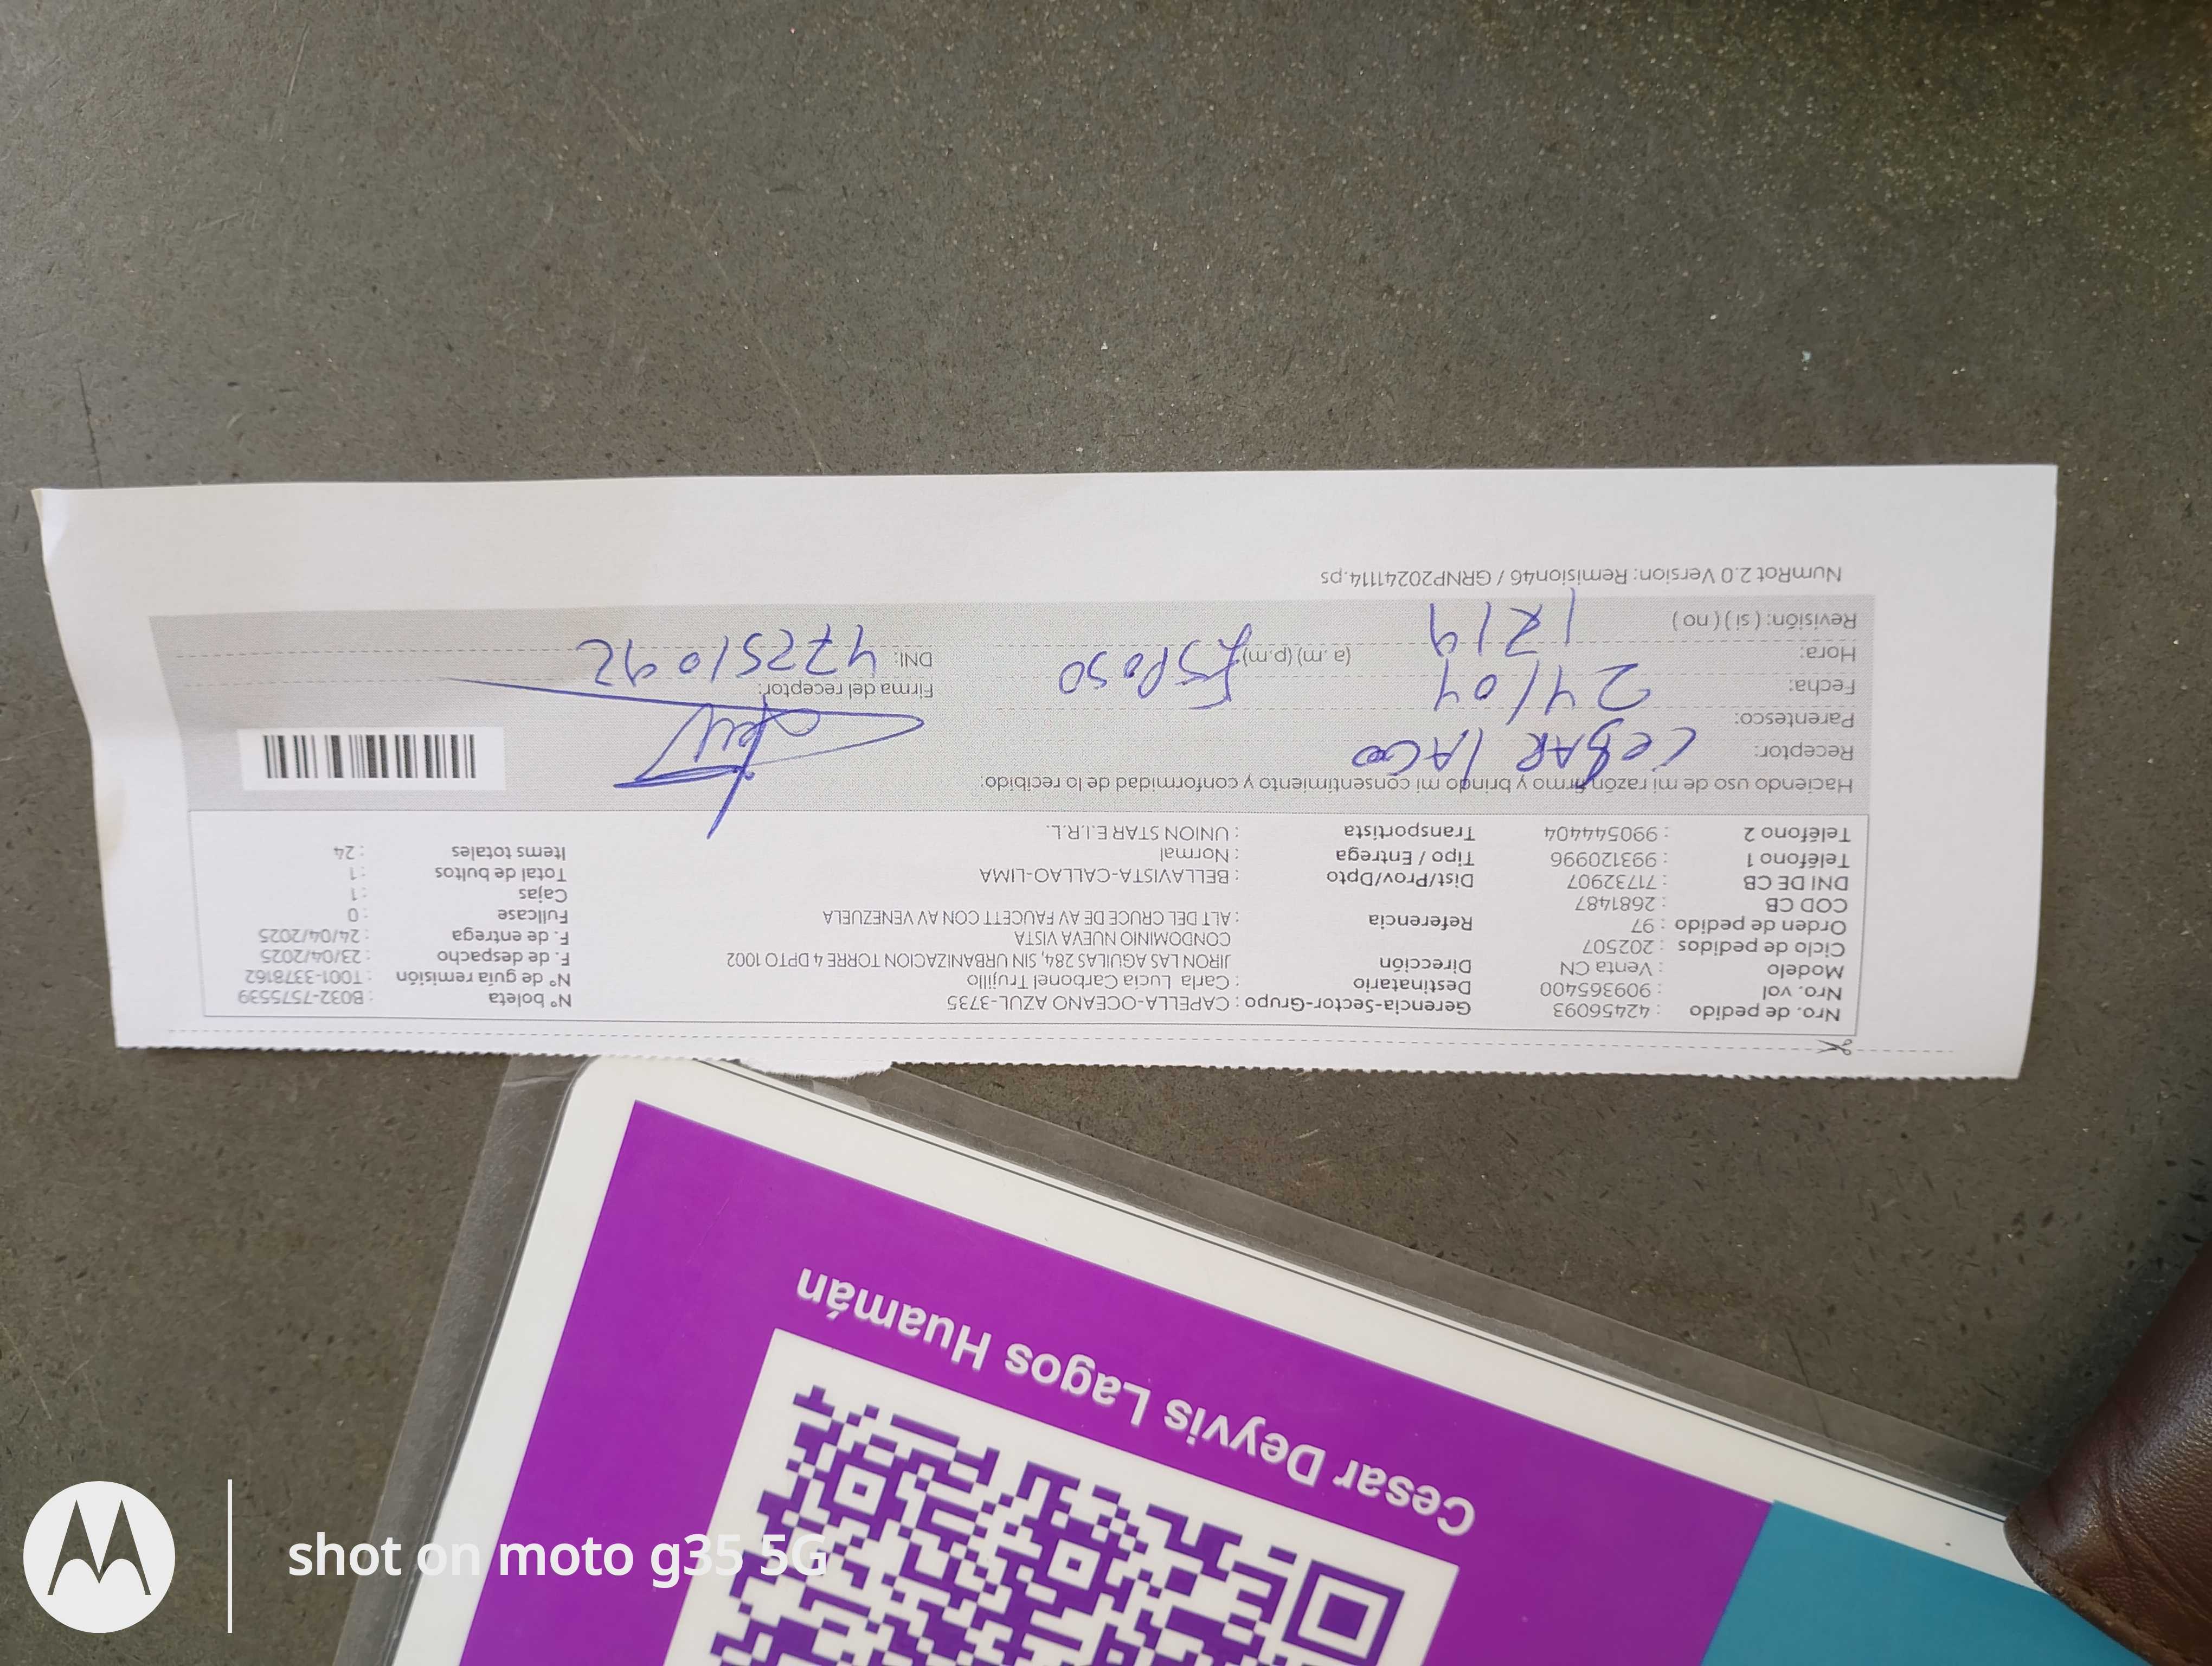 Nro. de pedido : 42456093 Gerencia-Sector-Grupo : CAPELLA-OCEANO AZUL-3735 N° boleta : B032-7575539
Nro. vol : 909365400 Destinatario : Carla Lucia Carbonel Trujillo N° de guía remisión : T001-3378162
Modelo : Venta CN Dirección JIRON LAS AGUILAS 284, SIN URBANIZACION TORRE 4 DPTO 1002 F. de despacho : 23/04/2025
Ciclo de pedidos : 202507 CONDOMINIO NUEVA VISTA F. de entrega : 24/04/2025
Orden de pedido : 97 Referencia : ALT DEL CRUCE DE AV FAUCETT CON AV VENEZUELA Fullcase : 0
COD CB : 2681487 Cajas : 1
DNI DE CB : 71732907 Dist/Prov/Dpto : BELLAVISTA-CALLAO-LIMA Total de bultos : 1
Teléfono 1 : 993120996 Tipo / Entrega : Normal Items totales : 24
Teléfono 2 : 990544404 Transportista : UNION STAR E.I.R.L.
Haciendo uso de mi razón firmo y brindo mi consentimiento y conformidad de lo recibido:
Receptor: CESAR
Parentesco:
Fecha: 24/04 Esposo Firma del receptor:
Hora: 1214 (a.m) (p.m) DNI: 47251092
Revisión: ( si ) ( no )
NumRot 2.0 Version: Remision46 / GRNP20241114.ps
Cesar Deyvis Lagos Huamán
shot on moto g35 5G